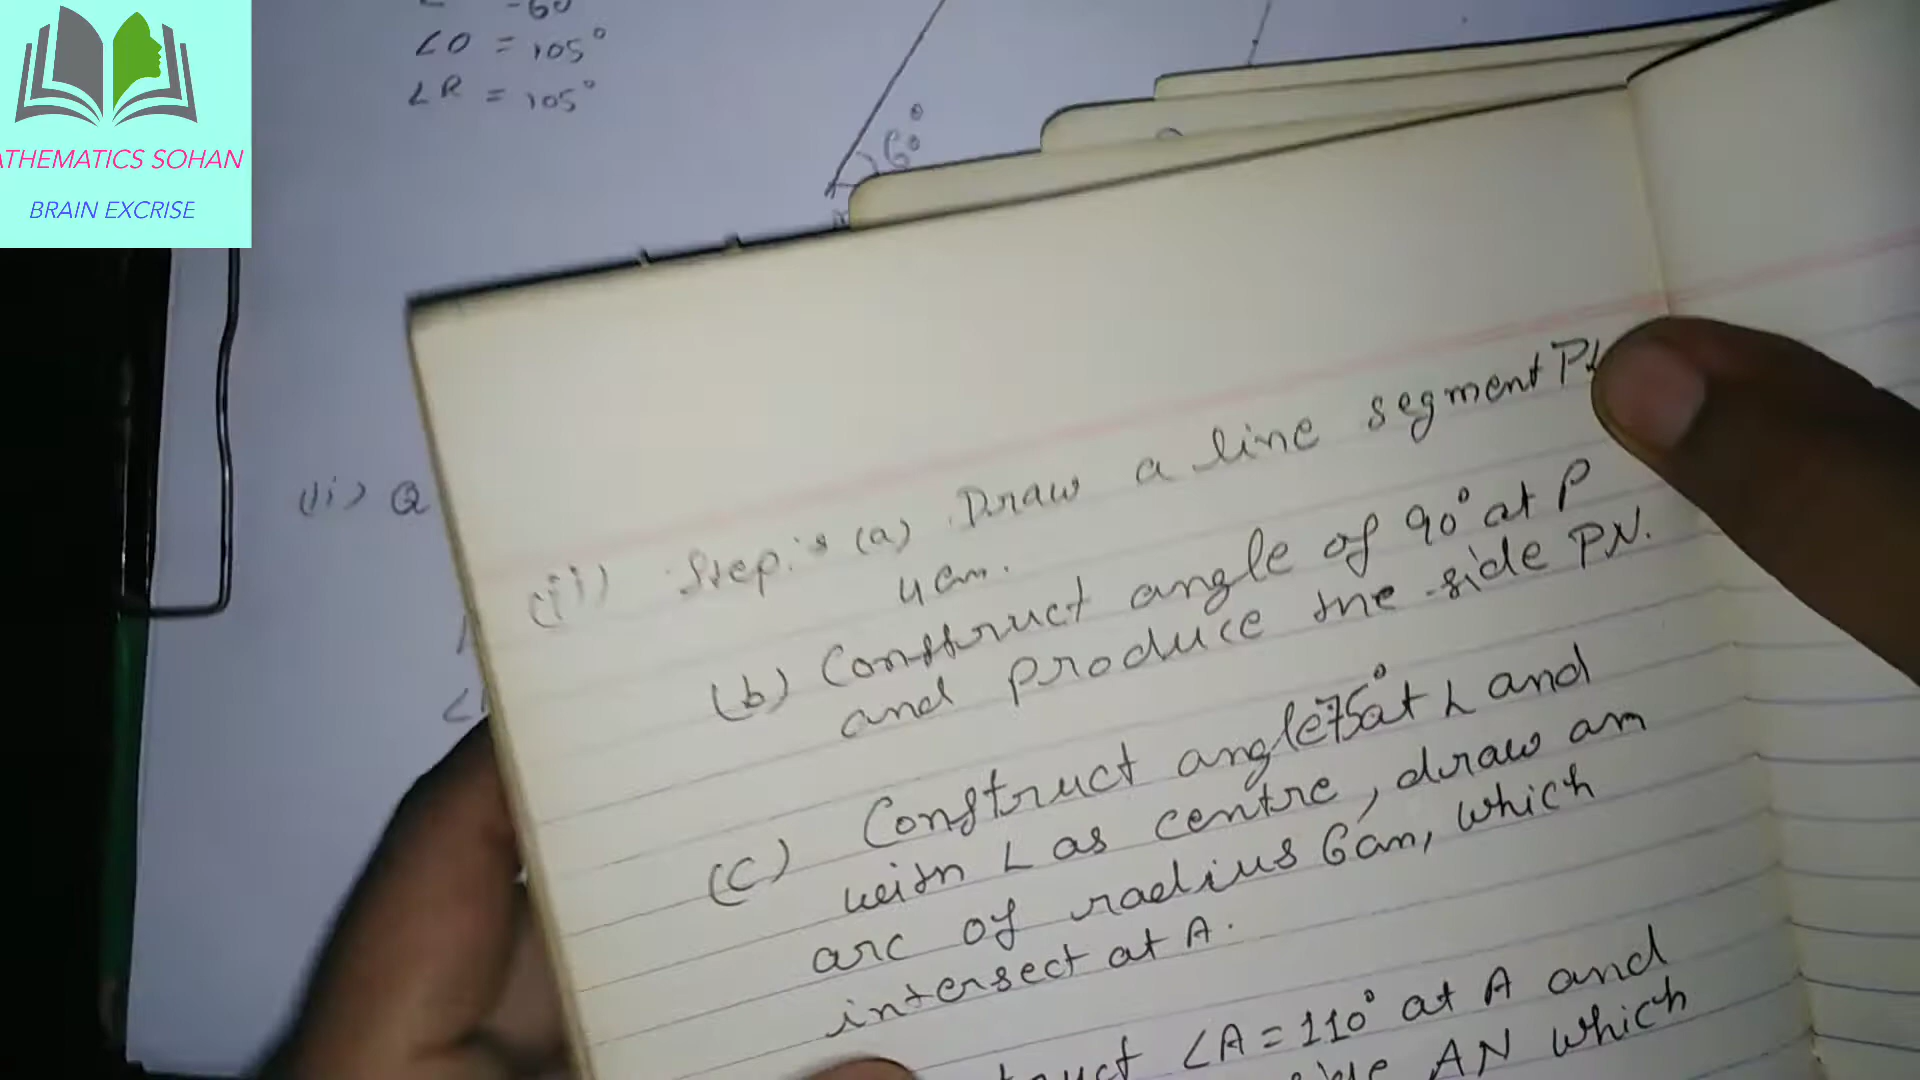 ATHEMATICS SOHAN
BRAIN EXCRISE
∠O = 105°
∠R = 105°
6°
(ii) Q
(ii) Step:s (a) Draw a line segment PL
4cm.
(b) Construct angle of 90° at P
and produce the side PN.
(c) Construct angle 75° at L and
with L as centre, draw an
arc of radius 6cm, which
intersect at A.
∠A = 110° at A and
AN which